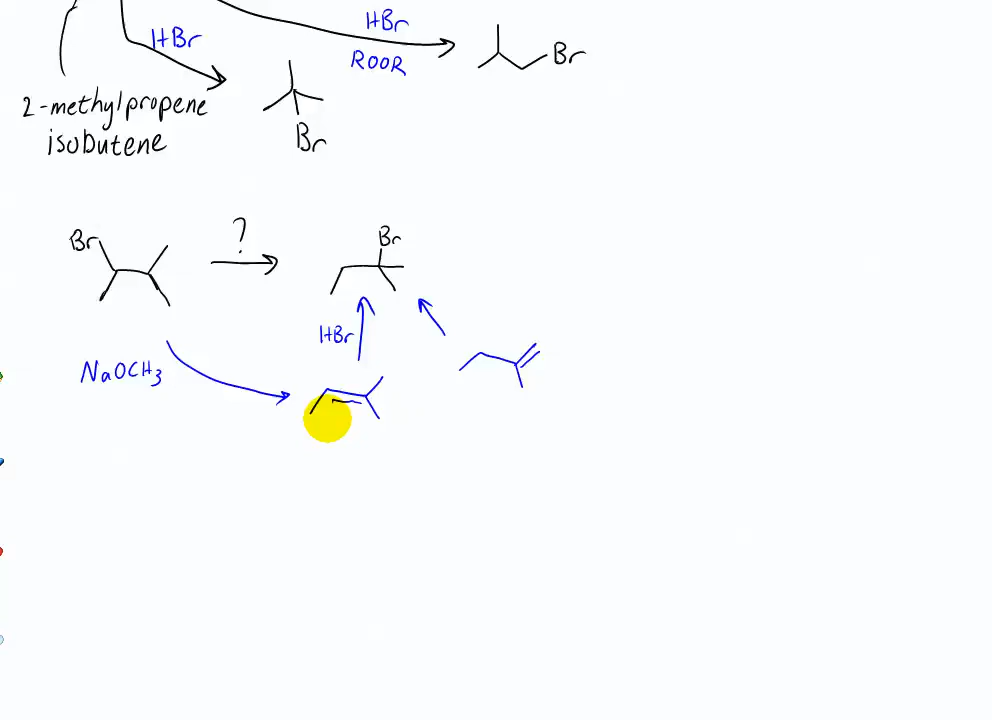 HBr
HBr
ROOR
Br
2-methylpropene
isobutene
Br
Br
?
Br
HBr
NaOCH3